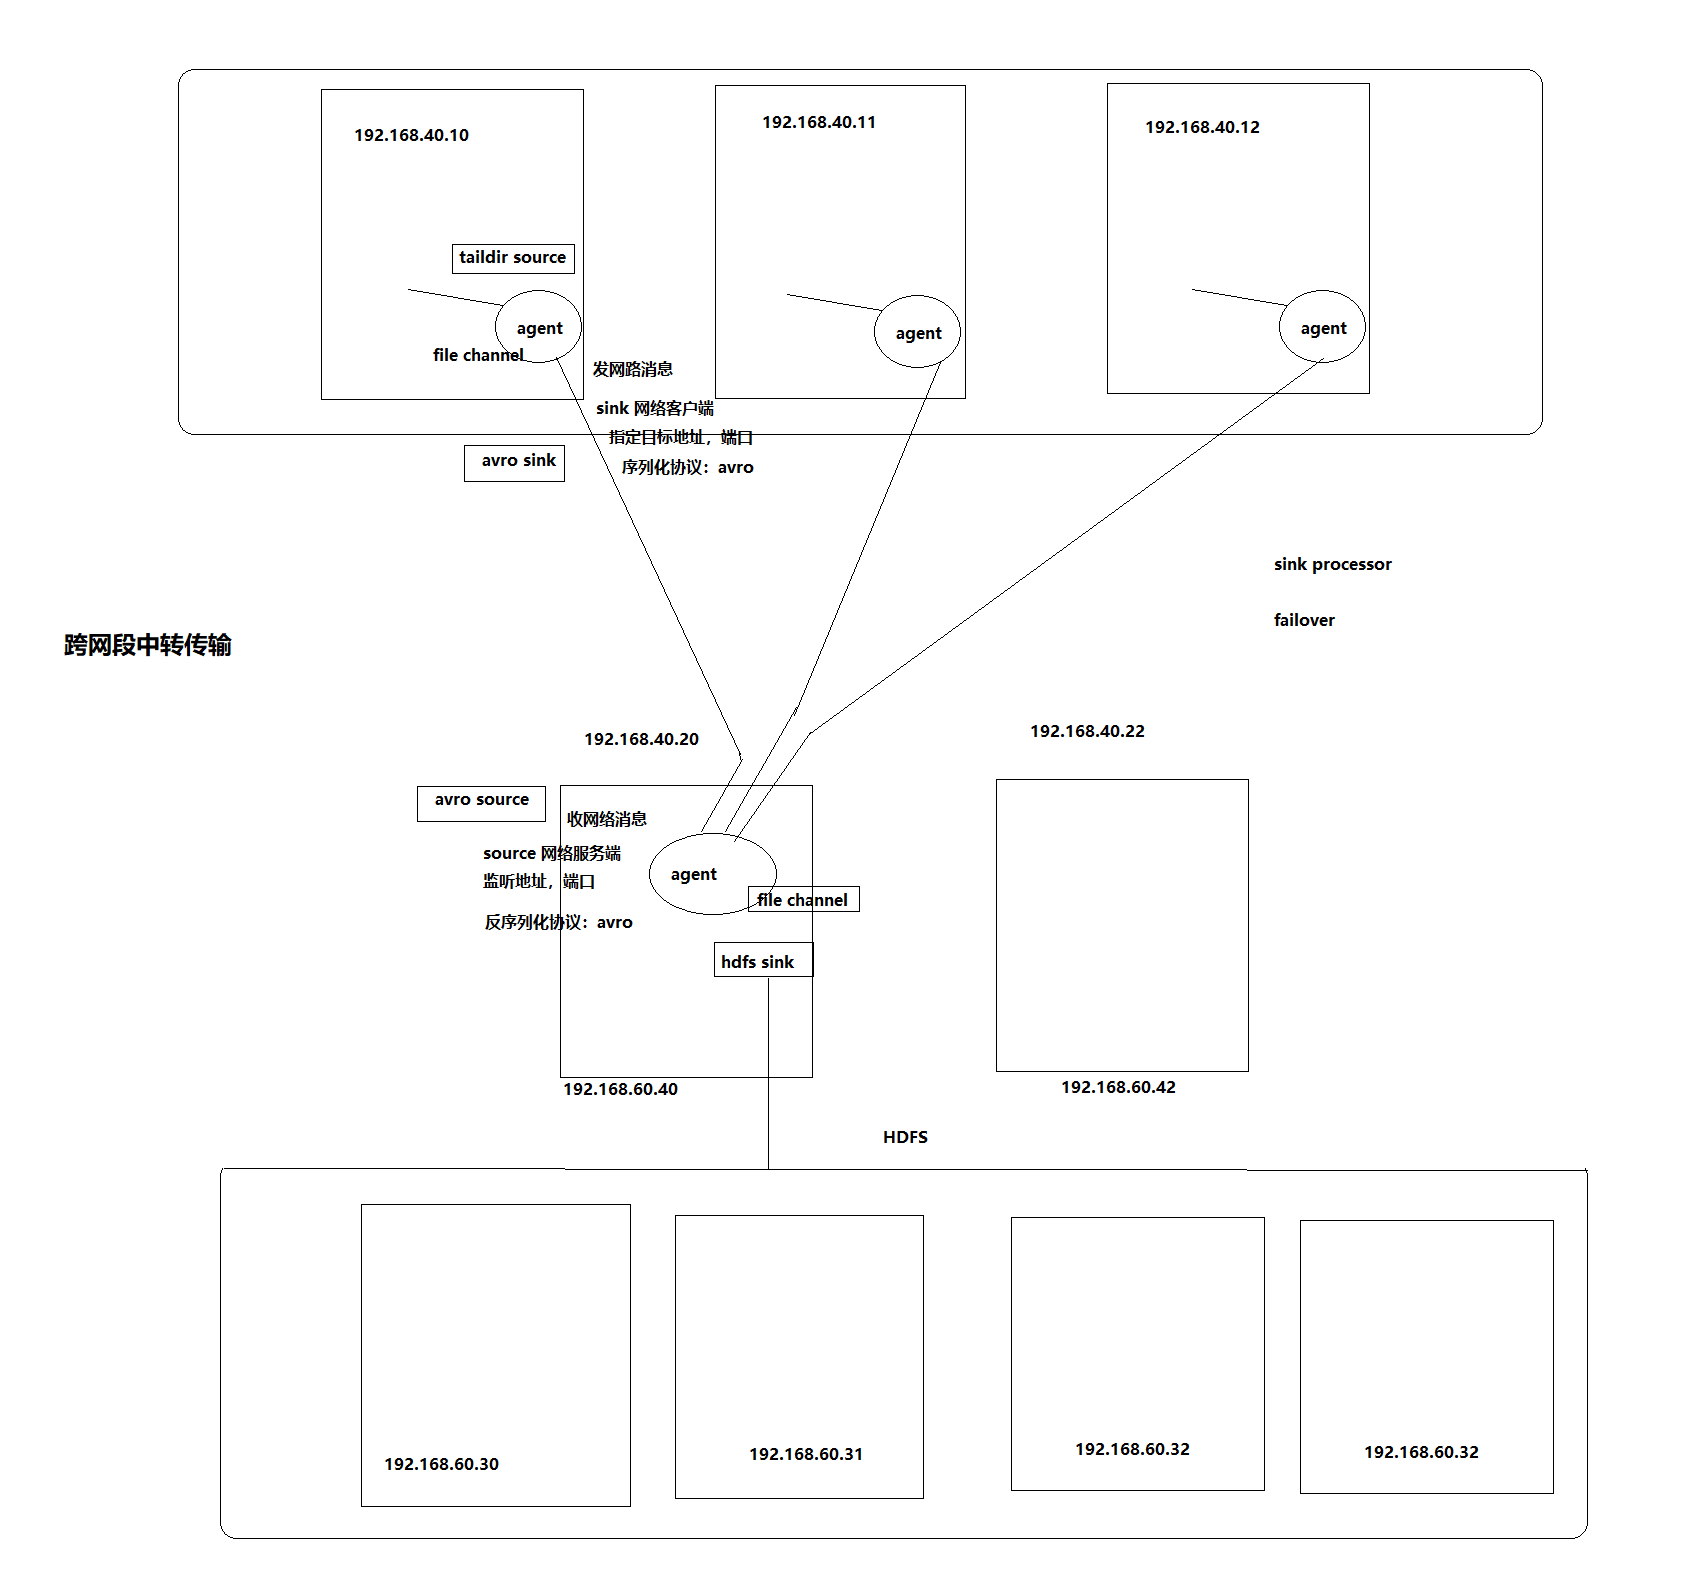 192.168.40.10
192.168.40.11
192.168.40.12
taildir source
agent
agent
agent
file channel
发网路消息
sink 网络客户端
指定目标地址，端口
avro sink
序列化协议：avro
sink processor
failover
跨网段中转传输
192.168.40.20
192.168.40.22
avro source
收网络消息
source 网络服务端
监听地址，端口
agent
file channel
反序列化协议：avro
hdfs sink
192.168.60.40
192.168.60.42
HDFS
192.168.60.30
192.168.60.31
192.168.60.32
192.168.60.32